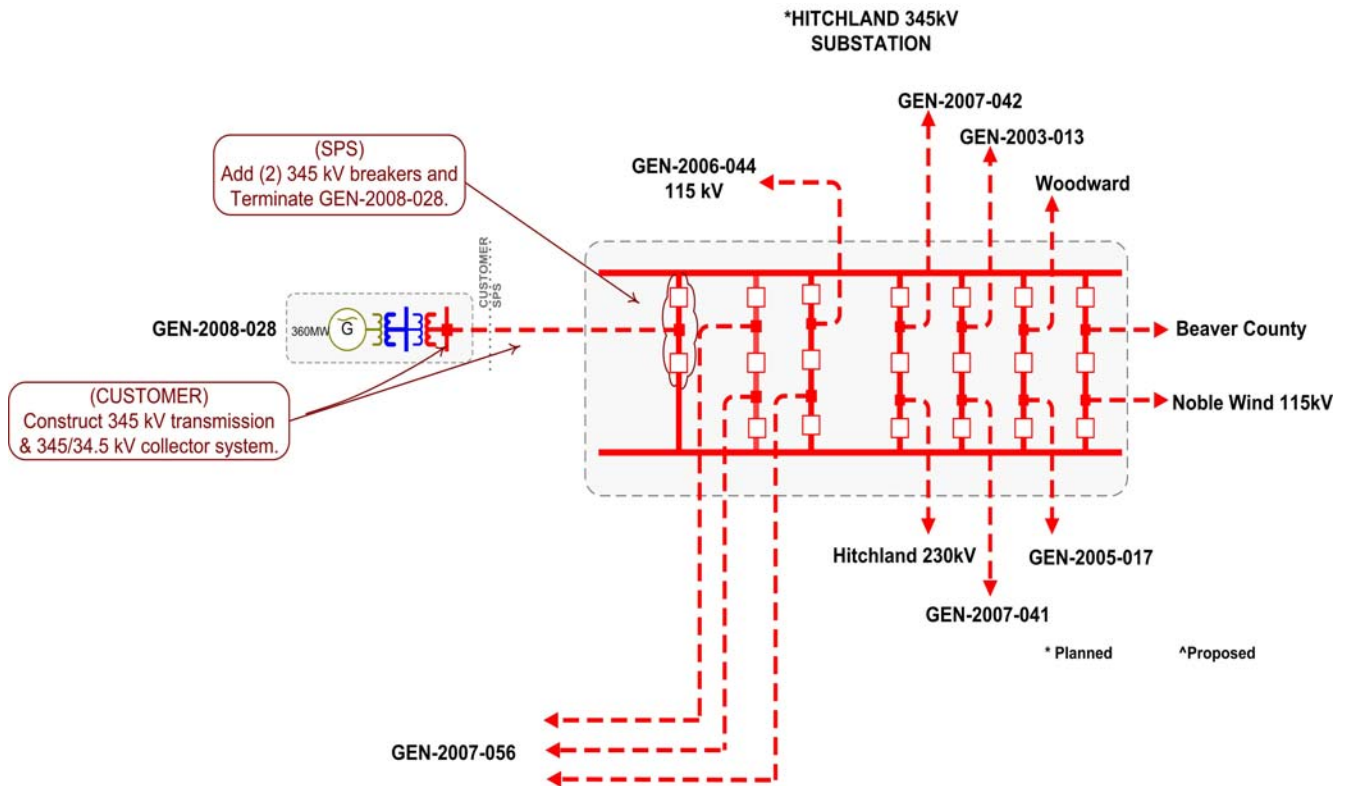 *HITCHLAND 345kV
SUBSTATION
GEN-2007-042
GEN-2003-013
(SPS)
Add (2) 345 kV breakers and
Terminate GEN-2008-028.
GEN-2006-044
115 kV
Woodward
CUSTOMER
SPS
GEN-2008-028
360MW
G
Beaver County
(CUSTOMER)
Construct 345 kV transmission
& 345/34.5 kV collector system.
Noble Wind 115kV
Hitchland 230kV
GEN-2005-017
GEN-2007-041
* Planned
^Proposed
GEN-2007-056